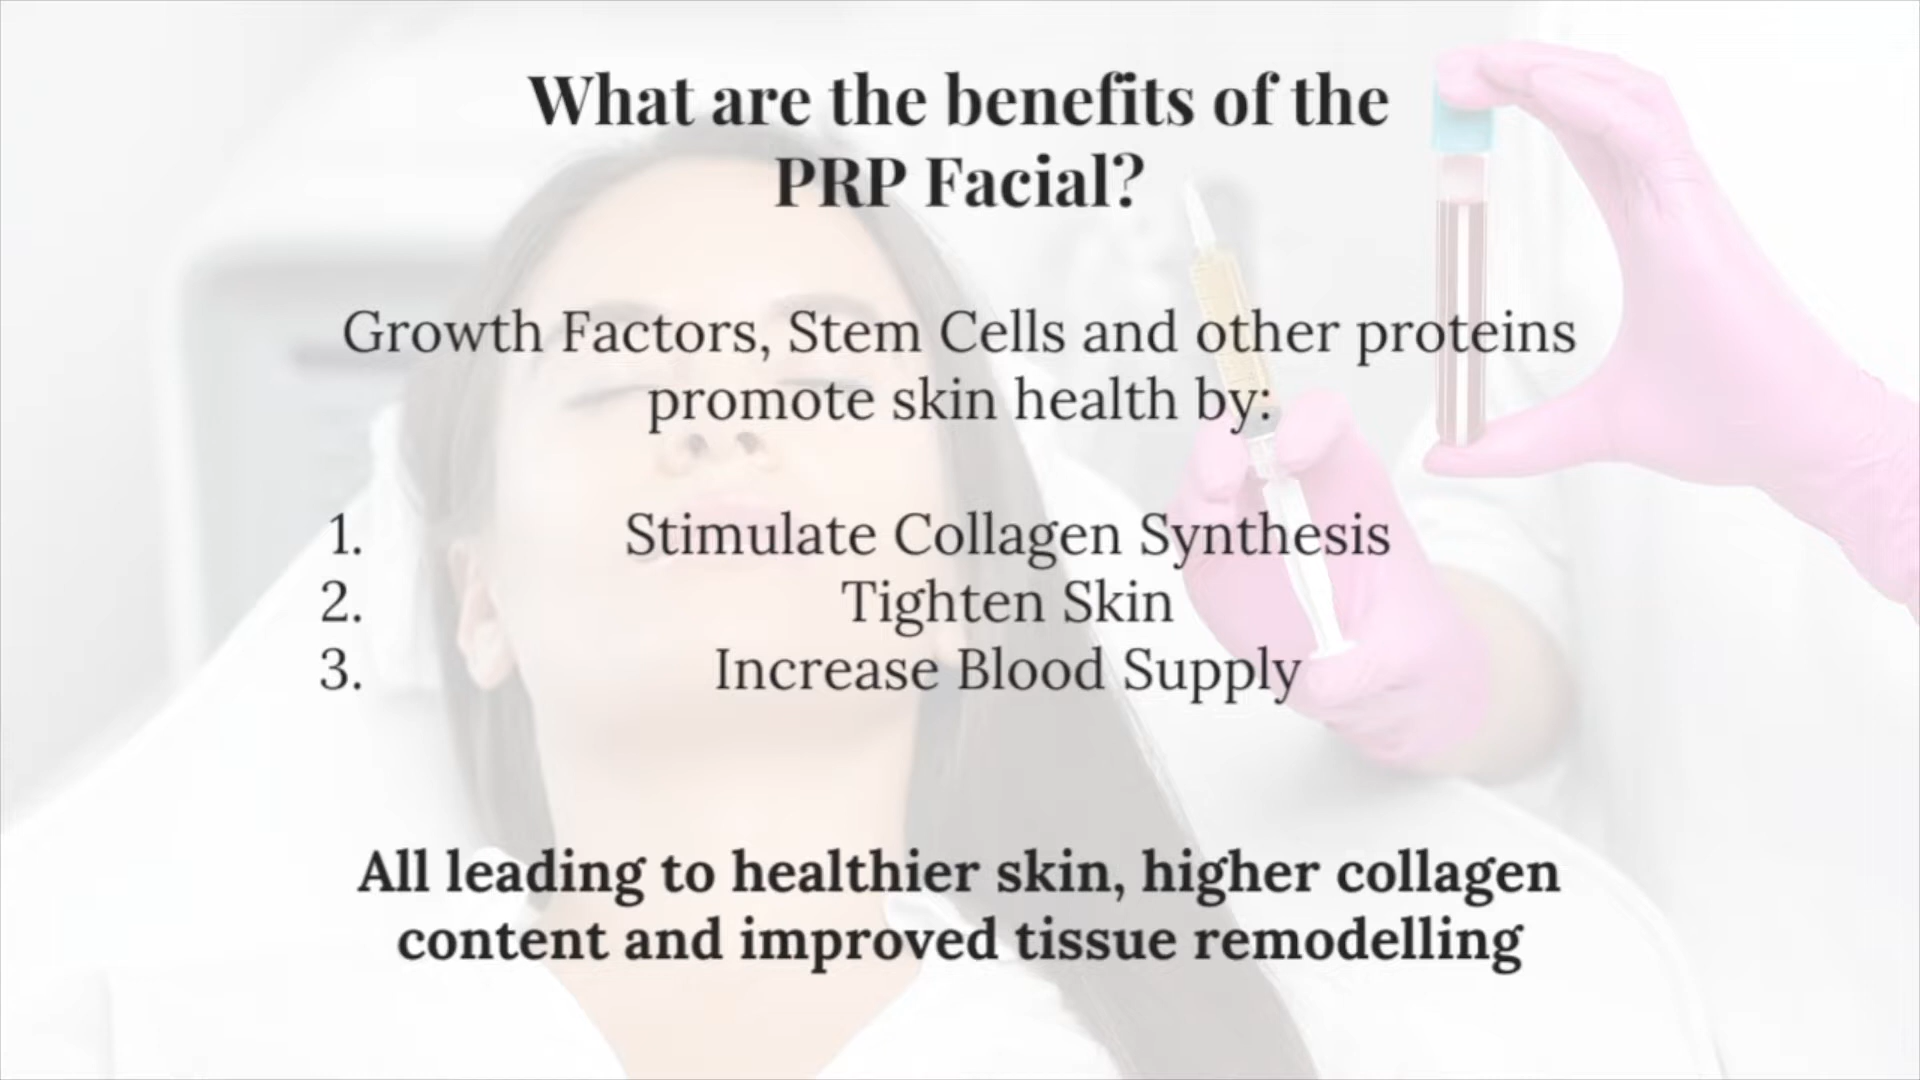 What are the benefits of the
PRP Facial?
Growth Factors, Stem Cells and other proteins
promote skin health by:
1. Stimulate Collagen Synthesis
2. Tighten Skin
3. Increase Blood Supply
All leading to healthier skin, higher collagen
content and improved tissue remodelling